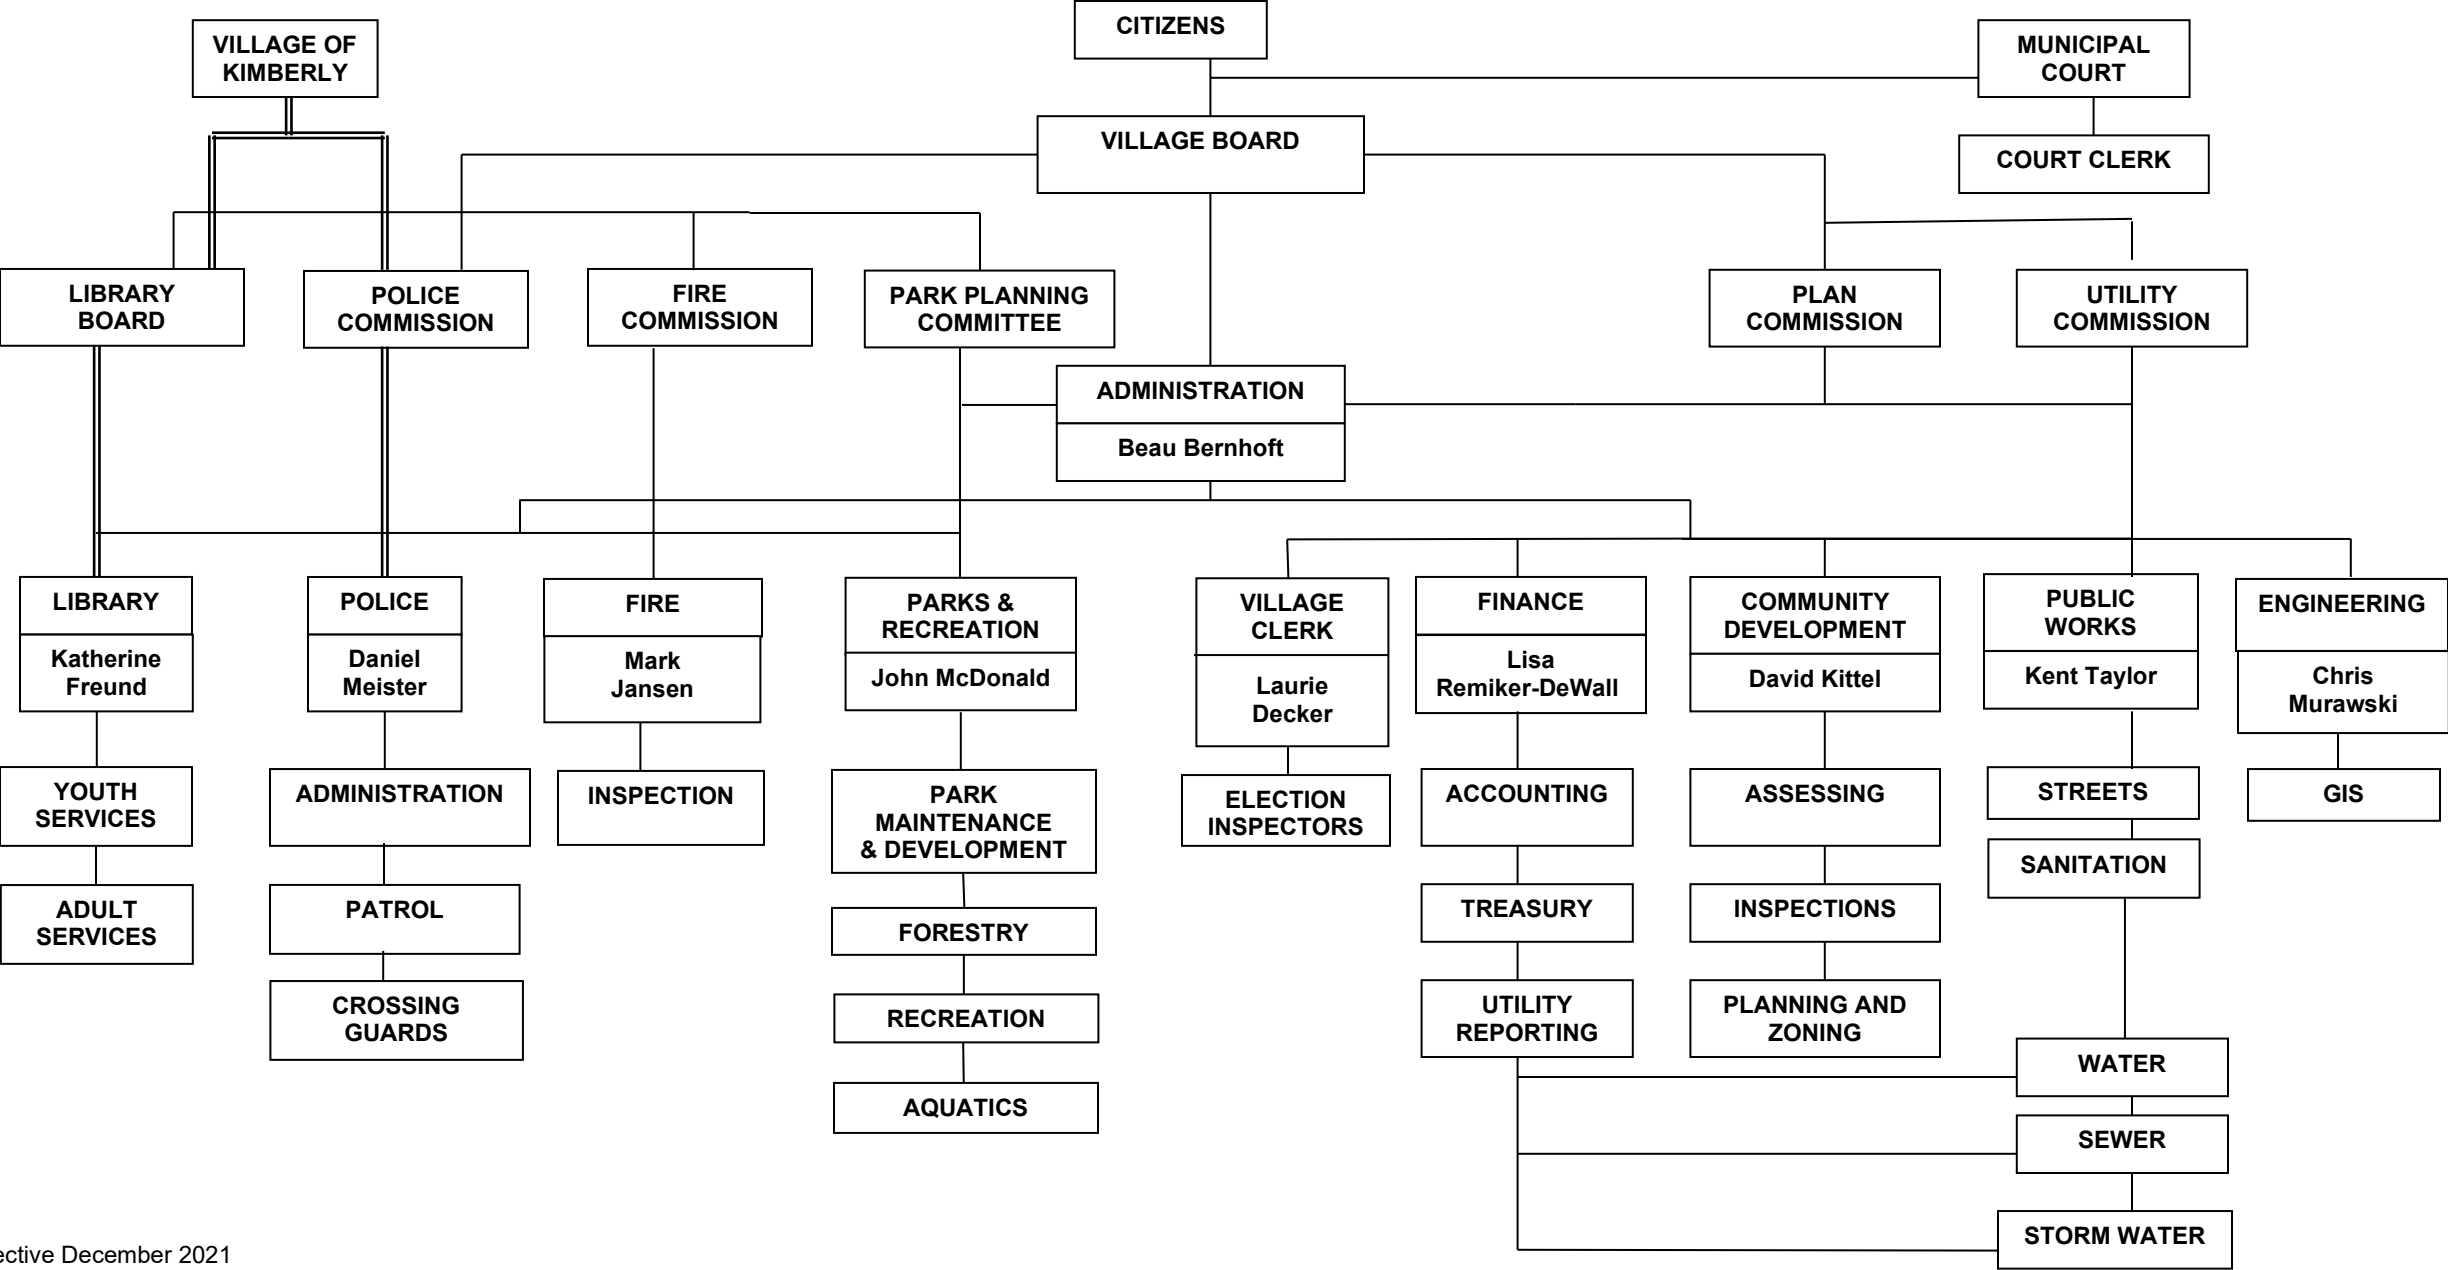 CITIZENS
VILLAGE OF
KIMBERLY
MUNICIPAL
COURT
VILLAGE BOARD
COURT CLERK
LIBRARY
BOARD
POLICE
COMMISSION
FIRE
COMMISSION
PARK PLANNING
COMMITTEE
PLAN
COMMISSION
UTILITY
COMMISSION
ADMINISTRATION
Beau Bernhoft
LIBRARY
Katherine
Freund
POLICE
Daniel
Meister
FIRE
Mark
Jansen
PARKS &
RECREATION
John McDonald
VILLAGE
CLERK
Laurie
Decker
FINANCE
Lisa
Remiker-DeWall
COMMUNITY
DEVELOPMENT
David Kittel
PUBLIC
WORKS
Kent Taylor
ENGINEERING
Chris
Murawski
YOUTH
SERVICES
ADMINISTRATION
INSPECTION
PARK
MAINTENANCE
& DEVELOPMENT
ELECTION
INSPECTORS
ACCOUNTING
ASSESSING
STREETS
GIS
SANITATION
ADULT
SERVICES
PATROL
FORESTRY
TREASURY
INSPECTIONS
CROSSING
GUARDS
RECREATION
UTILITY
REPORTING
PLANNING AND
ZONING
WATER
AQUATICS
SEWER
STORM WATER
ective December 2021